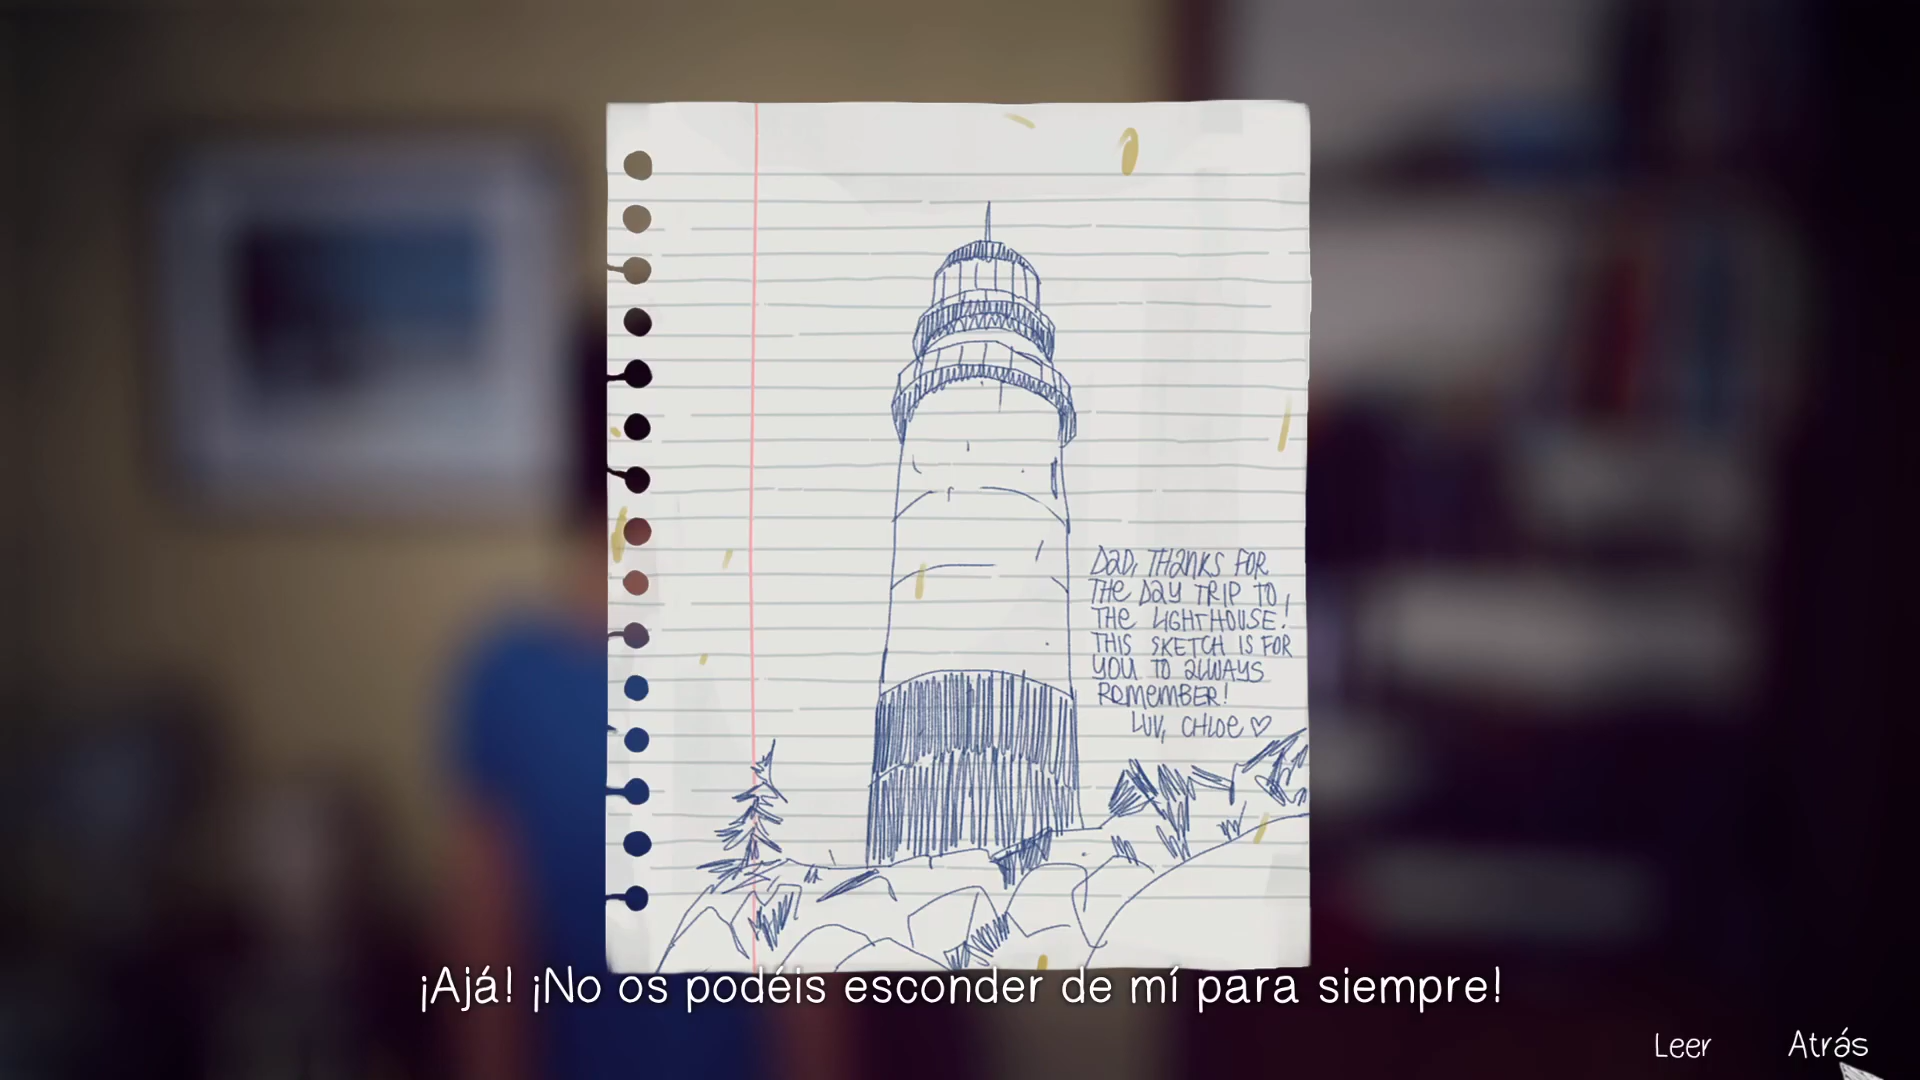 DAD, THANKS FOR
THE DAY TRIP TO
THE LIGHTHOUSE!
THIS SKETCH IS FOR
YOU TO ALWAYS
REMEMBER!
LUV, CHLOE ♡
¡Ajá! ¡No os podéis esconder de mí para siempre!
Leer
Atrás